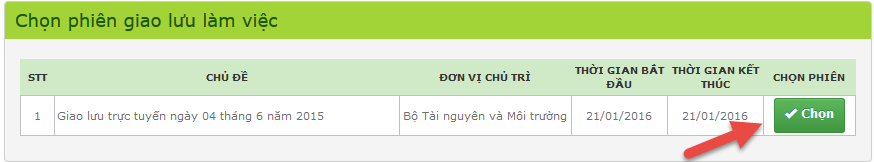 Chọn phiên giao lưu làm việc
STT CHỦ ĐỀ ĐƠN VỊ CHỦ TRÌ THỜI GIAN BẮT ĐẦU THỜI GIAN KẾT THÚC CHỌN PHIÊN
1 Giao lưu trực tuyến ngày 04 tháng 6 năm 2015 Bộ Tài nguyên và Môi trường 21/01/2016 21/01/2016 Chọn